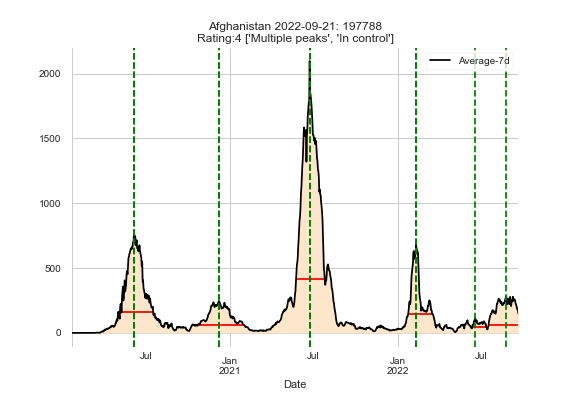 Afghanistan 2022-09-21: 197788
Rating:4 ['Multiple peaks', 'In control']
Average-7d
2000
1500
1000
500
0
Jul
Jan
2021
Jul
Jan
2022
Jul
Date